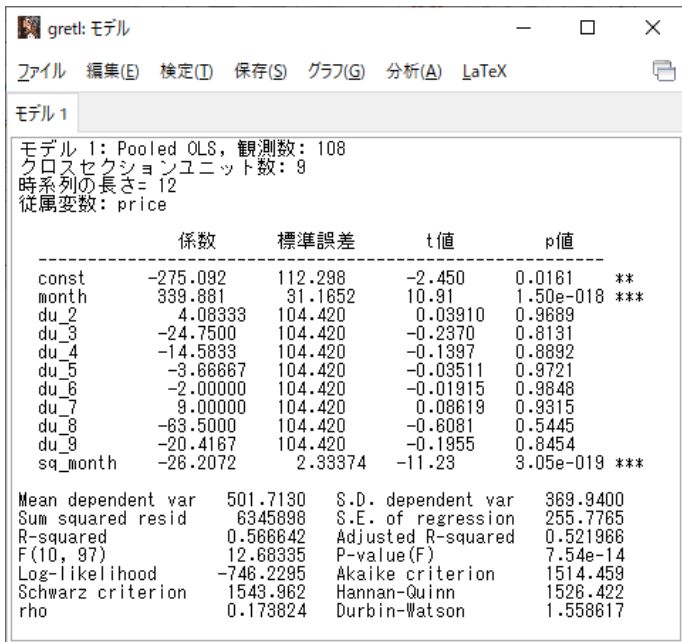 gretl: モデル
ファイル 編集(E) 検定(T) 保存(S) グラフ(G) 分析(A) LaTeX
モデル 1
モデル 1: Pooled OLS, 観測数: 108
クロスセクションユニット数: 9
時系列の長さ= 12
従属変数: price
係数 標準誤差 t値 p値
const -275.092 112.298 -2.450 0.0161 **
month 339.881 31.1652 10.91 1.50e-018 ***
du_2 4.08333 104.420 0.03910 0.9689
du_3 -24.7500 104.420 -0.2370 0.8131
du_4 -14.5833 104.420 -0.1397 0.8892
du_5 -3.66667 104.420 -0.03511 0.9721
du_6 -2.00000 104.420 -0.01915 0.9848
du_7 9.00000 104.420 0.08619 0.9315
du_8 -63.5000 104.420 -0.6081 0.5445
du_9 -20.4167 104.420 -0.1955 0.8454
sq_month -26.2072 2.33374 -11.23 3.05e-019 ***
Mean dependent var 501.7130 S.D. dependent var 369.9400
Sum squared resid 6345898 S.E. of regression 255.7765
R-squared 0.566642 Adjusted R-squared 0.521966
F(10, 97) 12.68335 P-value(F) 7.54e-14
Log-likelihood -746.2295 Akaike criterion 1514.459
Schwarz criterion 1543.962 Hannan-Quinn 1526.422
rho 0.173824 Durbin-Watson 1.558617